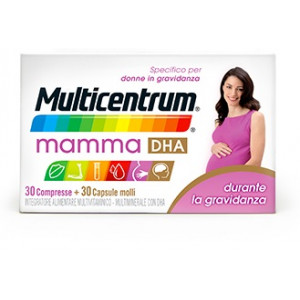 Specifico per
donne in gravidanza
Multicentrum®
mamma DHA
30 Compresse + 30 Capsule molli
INTEGRATORE ALIMENTARE MULTIVITAMINICO - MULTIMINERALE CON DHA
durante
la gravidanza